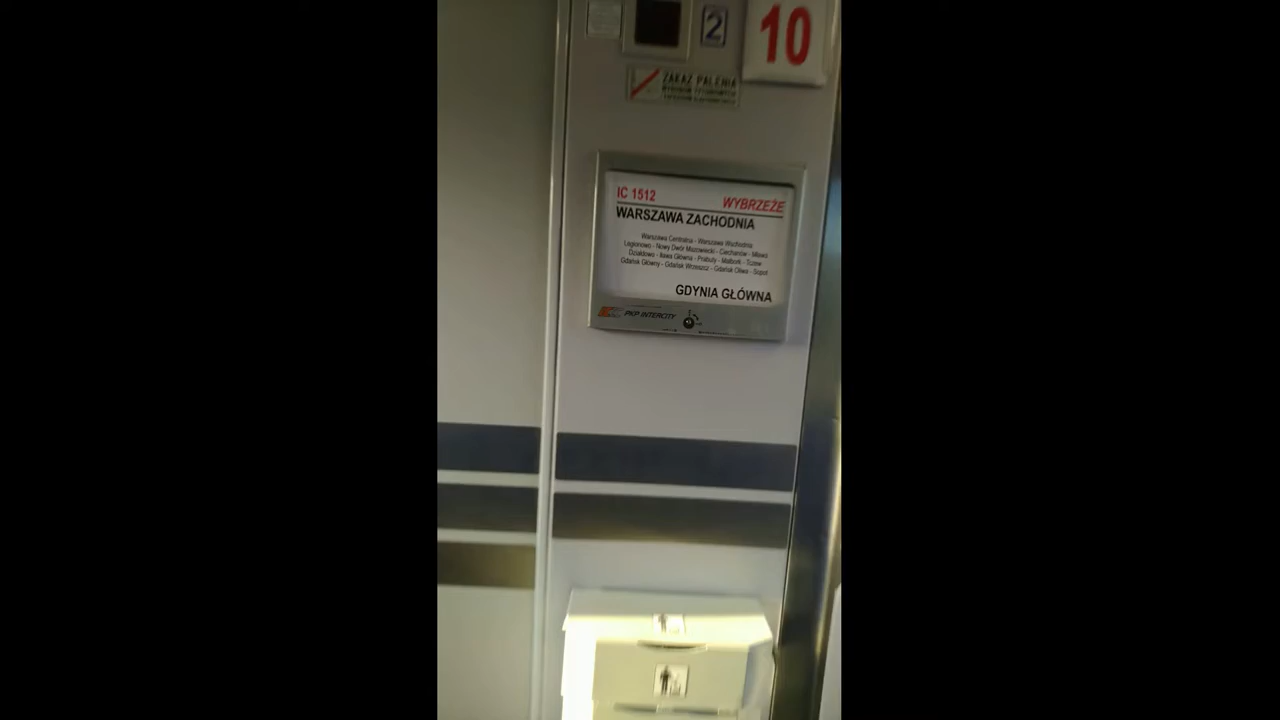 2
10
ZAKAZ PALENIA
IC 1512
WYBRZEŻE
WARSZAWA ZACHODNIA
Warszawa Centralna - Warszawa Wschodnia
Legionowo - Nowy Dwór Mazowiecki - Ciechanów - Mława
Działdowo - Iława Główna - Prabuty - Malbork - Tczew
Gdańsk Główny - Gdańsk Wrzeszcz - Gdańsk Oliwa - Sopot
GDYNIA GŁÓWNA
PKP INTERCITY